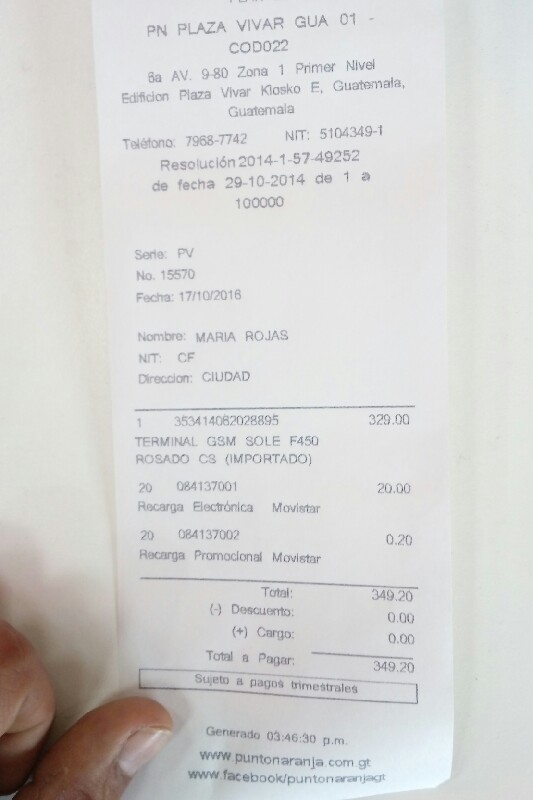 PN PLAZA VIVAR GUA 01 -
COD022
6a AV. 9-80 Zona 1 Primer Nivel
Edificion Plaza Vivar Kiosko E, Guatemala,
Guatemala
Teléfono: 7968-7742 NIT: 5104349-1
Resolución 2014-1-57-49252
de fecha 29-10-2014 de 1 a
100000
Serie: PV
No. 15570
Fecha: 17/10/2016
Nombre: MARIA ROJAS
NIT: CF
Direccion: CIUDAD
1 353414082028895 329.00
TERMINAL GSM SOLE F450
ROSADO CS (IMPORTADO)
20 084137001 20.00
Recarga Electrónica Movistar
20 084137002 0.20
Recarga Promocional Movistar
Total: 349.20
(-) Descuento: 0.00
(+) Cargo: 0.00
Total a Pagar: 349.20
Sujeto a pagos trimestrales
Generado 03:46:30 p.m.
www.puntonaranja.com.gt
www.facebook/puntonaranjagt